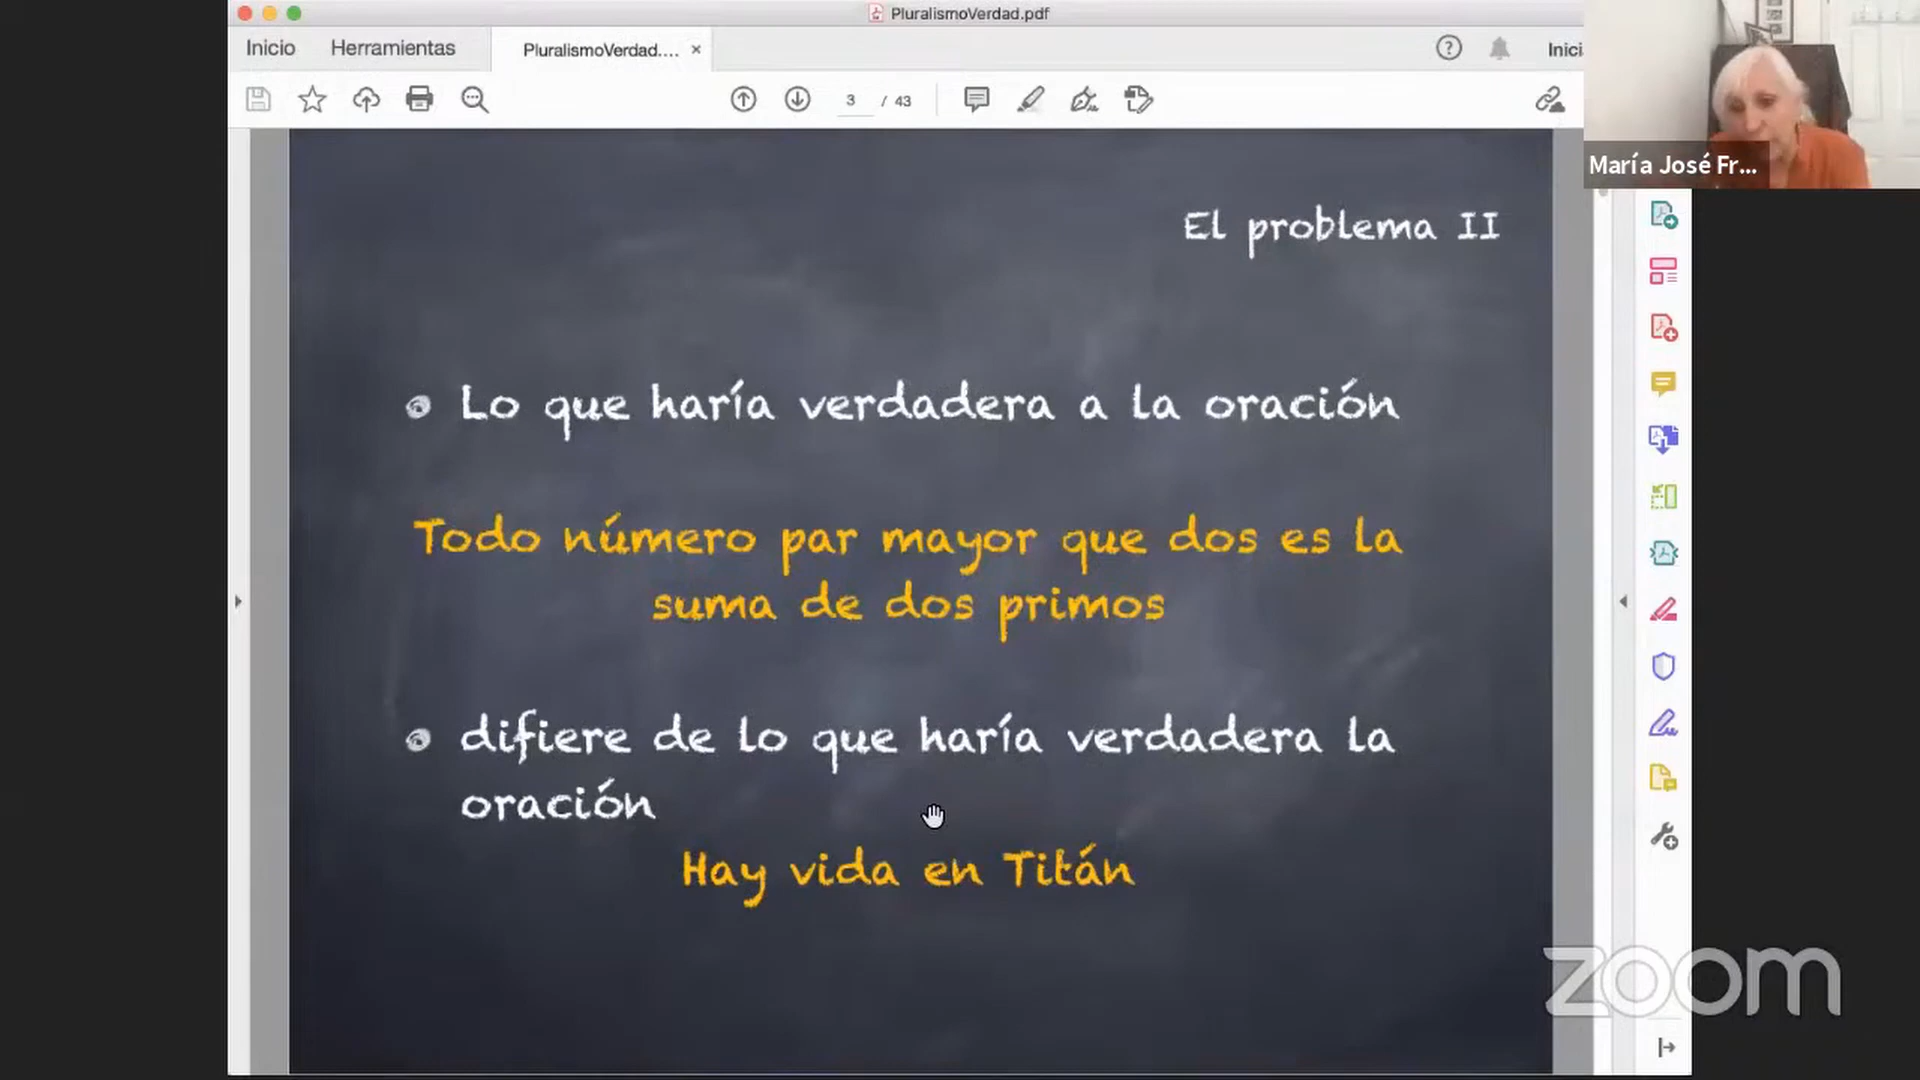 PluralismoVerdad.pdf
Inicio Herramientas PluralismoVerdad.... × Inici
3 / 43
María José Fr...
El problema II
Lo que haría verdadera a la oración
Todo número par mayor que dos es la
suma de dos primos
difiere de lo que haría verdadera la
oración
Hay vida en Titán
zoom